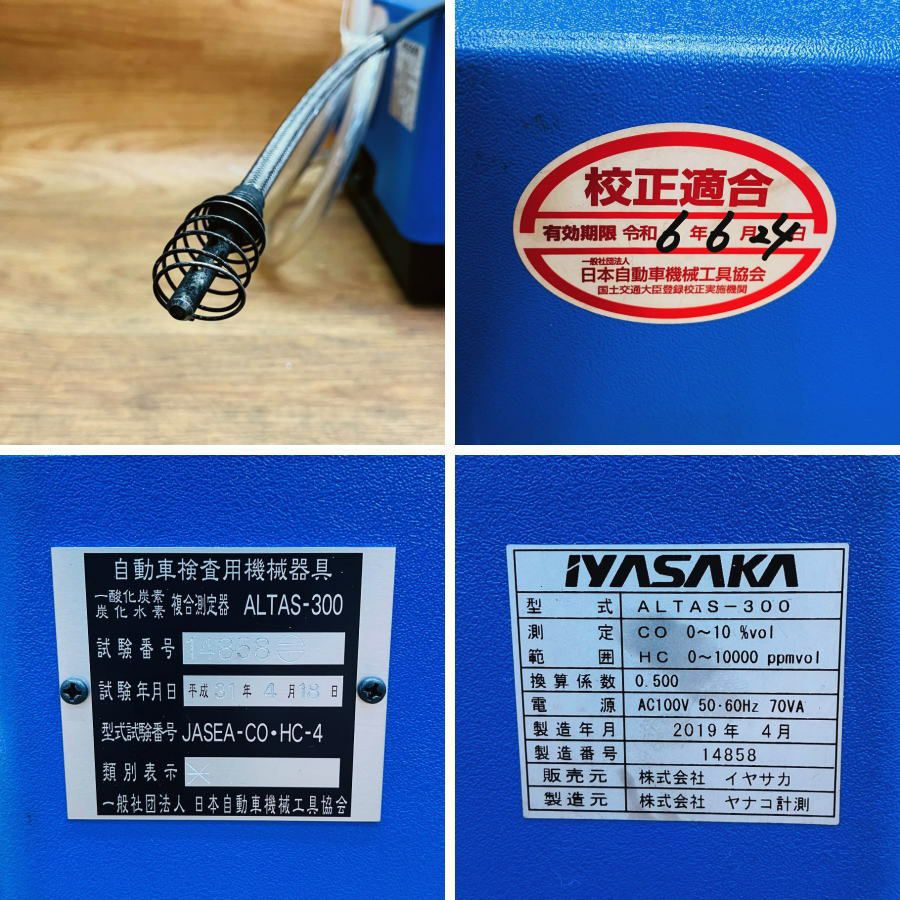 校正適合
有効期限 令和6年6月24日
一般社団法人
日本自動車機械工具協会
国土交通大臣登録校正実施機関
自動車検査用機械器具
一酸化炭素
炭化水素 複合測定器 ALTAS-300
試験番号 14858
試験年月日 平成31年4月18日
型式試験番号 JASEA-CO・HC-4
類別表示
一般社団法人 日本自動車機械工具協会
IYASAKA
型式 ALTAS-300
測定 CO 0~10 %vol
範囲 HC 0~10000 ppmvol
換算係数 0.500
電源 AC100V 50·60Hz 70VA
製造年月 2019年 4月
製造番号 14858
販売元 株式会社 イヤサカ
製造元 株式会社 ヤナコ計測